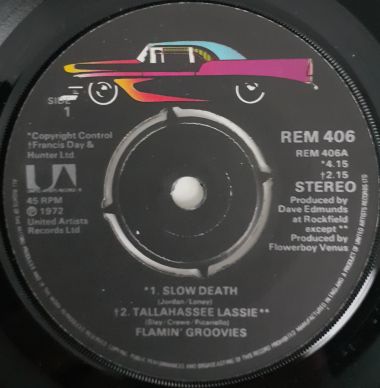 SIDE
1
*Copyright Control
†Francis Day &
Hunter Ltd.
UA
45 RPM
℗ 1972
United Artists
Records Ltd
REM 406
REM 406A
*4.15
†2.15
STEREO
Produced by
Dave Edmunds
at Rockfield
except **
Produced by
Flowerboy Venus
*1. SLOW DEATH
(Jordan/Loney)
†2. TALLAHASSEE LASSIE**
(Slay/Crewe/Picariello)
FLAMIN' GROOVIES